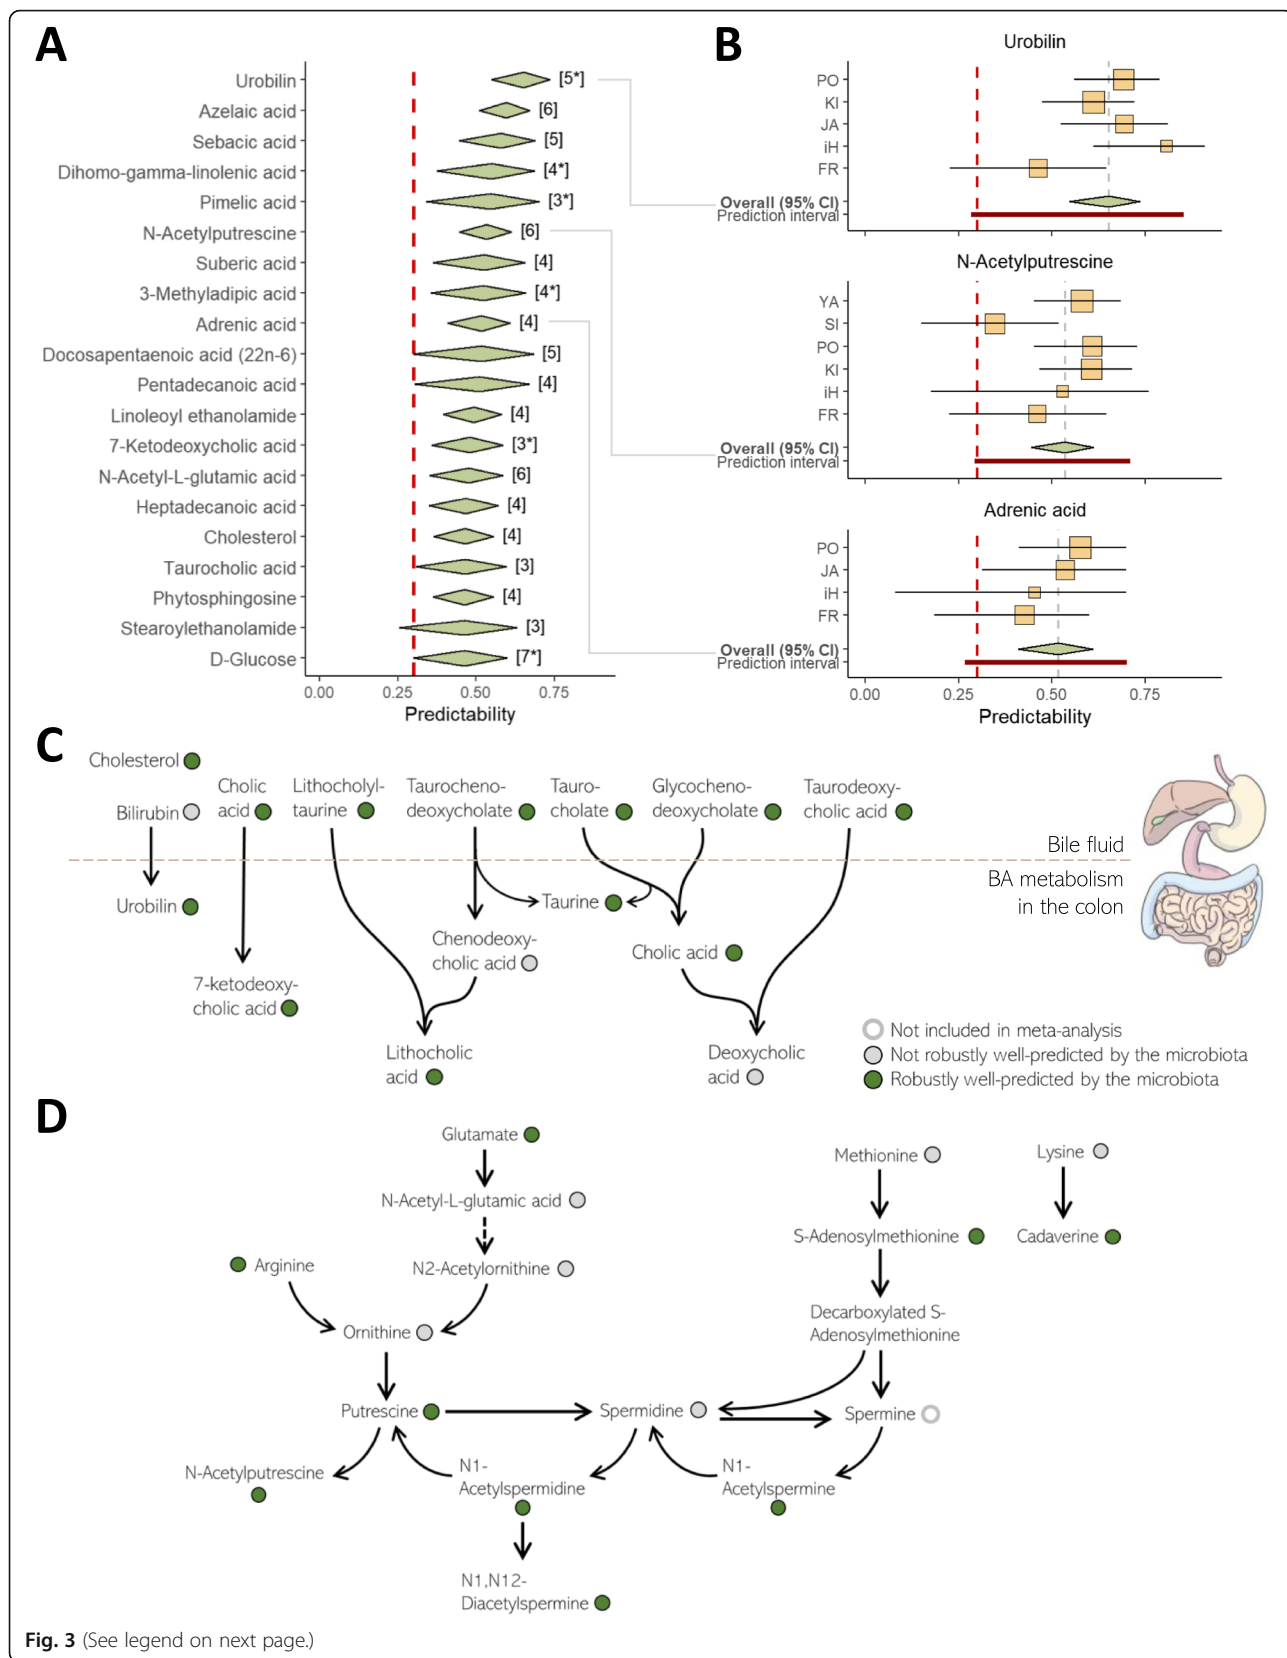 A
Urobilin
[5*]
Azelaic acid
[6]
Sebacic acid
[5]
Dihomo-gamma-linolenic acid
[4*]
Pimelic acid
[3*]
N-Acetylputrescine
[6]
Suberic acid
[4]
3-Methyladipic acid
[4*]
Adrenic acid
[4]
Docosapentaenoic acid (22n-6)
[5]
Pentadecanoic acid
[4]
Linoleoyl ethanolamide
[4]
7-Ketodeoxycholic acid
[3*]
N-Acetyl-L-glutamic acid
[6]
Heptadecanoic acid
[4]
Cholesterol
[4]
Taurocholic acid
[3]
Phytosphingosine
[4]
Stearoylethanolamide
[3]
D-Glucose
[7*]
0.00 0.25 0.50 0.75
Predictability
B
Urobilin
PO
KI
JA
iH
FR
Overall (95% CI)
Prediction interval
N-Acetylputrescine
YA
SI
PO
KI
iH
FR
Overall (95% CI)
Prediction interval
Adrenic acid
PO
JA
iH
FR
Overall (95% CI)
Prediction interval
0.00 0.25 0.50 0.75
Predictability
C
Cholesterol
Bilirubin
Urobilin
Cholic
acid
7-ketodeoxy-
cholic acid
Lithocholyl-
taurine
Taurocheno-
deoxycholate
Tauro-
cholate
Glycocheno-
deoxycholate
Taurodeoxy-
cholic acid
Bile fluid
BA metabolism
in the colon
Taurine
Chenodeoxy-
cholic acid
Cholic acid
Lithocholic
acid
Deoxycholic
acid
Not included in meta-analysis
Not robustly well-predicted by the microbiota
Robustly well-predicted by the microbiota
D
Glutamate
N-Acetyl-L-glutamic acid
N2-Acetylornithine
Arginine
Ornithine
Putrescine
N-Acetylputrescine
N1-
Acetylspermidine
N1,N12-
Diacetylspermine
Spermidine
N1-
Acetylspermine
Spermine
Methionine
S-Adenosylmethionine
Decarboxylated S-
Adenosylmethionine
Lysine
Cadaverine
Fig. 3 (See legend on next page.)